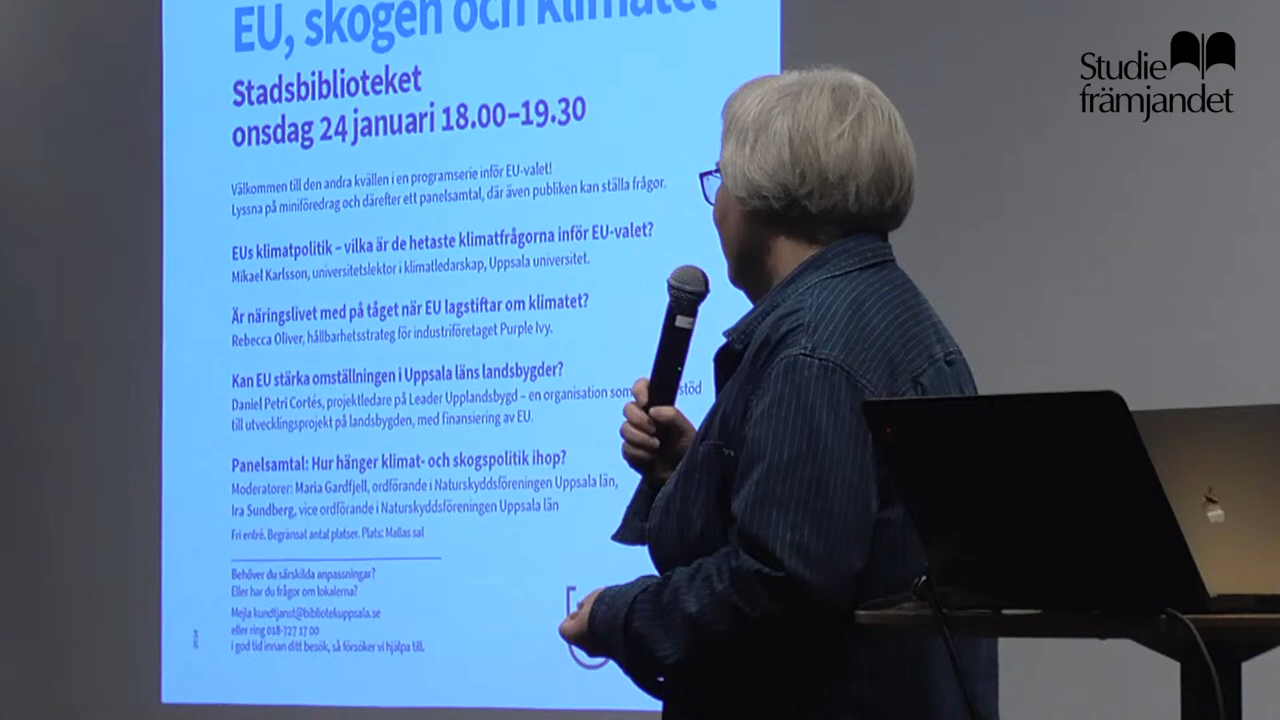 EU, skogen och klimatet
Stadsbiblioteket
onsdag 24 januari 18.00–19.30
Välkommen till den andra kvällen i en programserie inför EU-valet!
Lyssna på miniföredrag och därefter ett panelsamtal, där även publiken kan ställa frågor.
EUs klimatpolitik – vilka är de hetaste klimatfrågorna inför EU-valet?
Mikael Karlsson, universitetslektor i klimatledarskap, Uppsala universitet.
Är näringslivet med på tåget när EU lagstiftar om klimatet?
Rebecca Oliver, hållbarhetsstrateg för industriföretaget Purple Ivy.
Kan EU stärka omställningen i Uppsala läns landsbygder?
Daniel Petri Cortés, projektledare på Leader Upplandsbygd – en organisation som stöd
till utvecklingsprojekt på landsbygden, med finansiering av EU.
Panelsamtal: Hur hänger klimat- och skogspolitik ihop?
Moderatorer: Maria Gardfjell, ordförande i Naturskyddsföreningen Uppsala län,
Ira Sundberg, vice ordförande i Naturskyddsföreningen Uppsala län
Fri entré. Begränsat antal platser. Plats: Mallas sal
Behöver du särskilda anpassningar?
Eller har du frågor om lokalerna?
Mejla kundtjanst@bibliotekuppsala.se
eller ring 018-727 17 00
i god tid innan ditt besök, så försöker vi hjälpa till.
Studie
främjandet